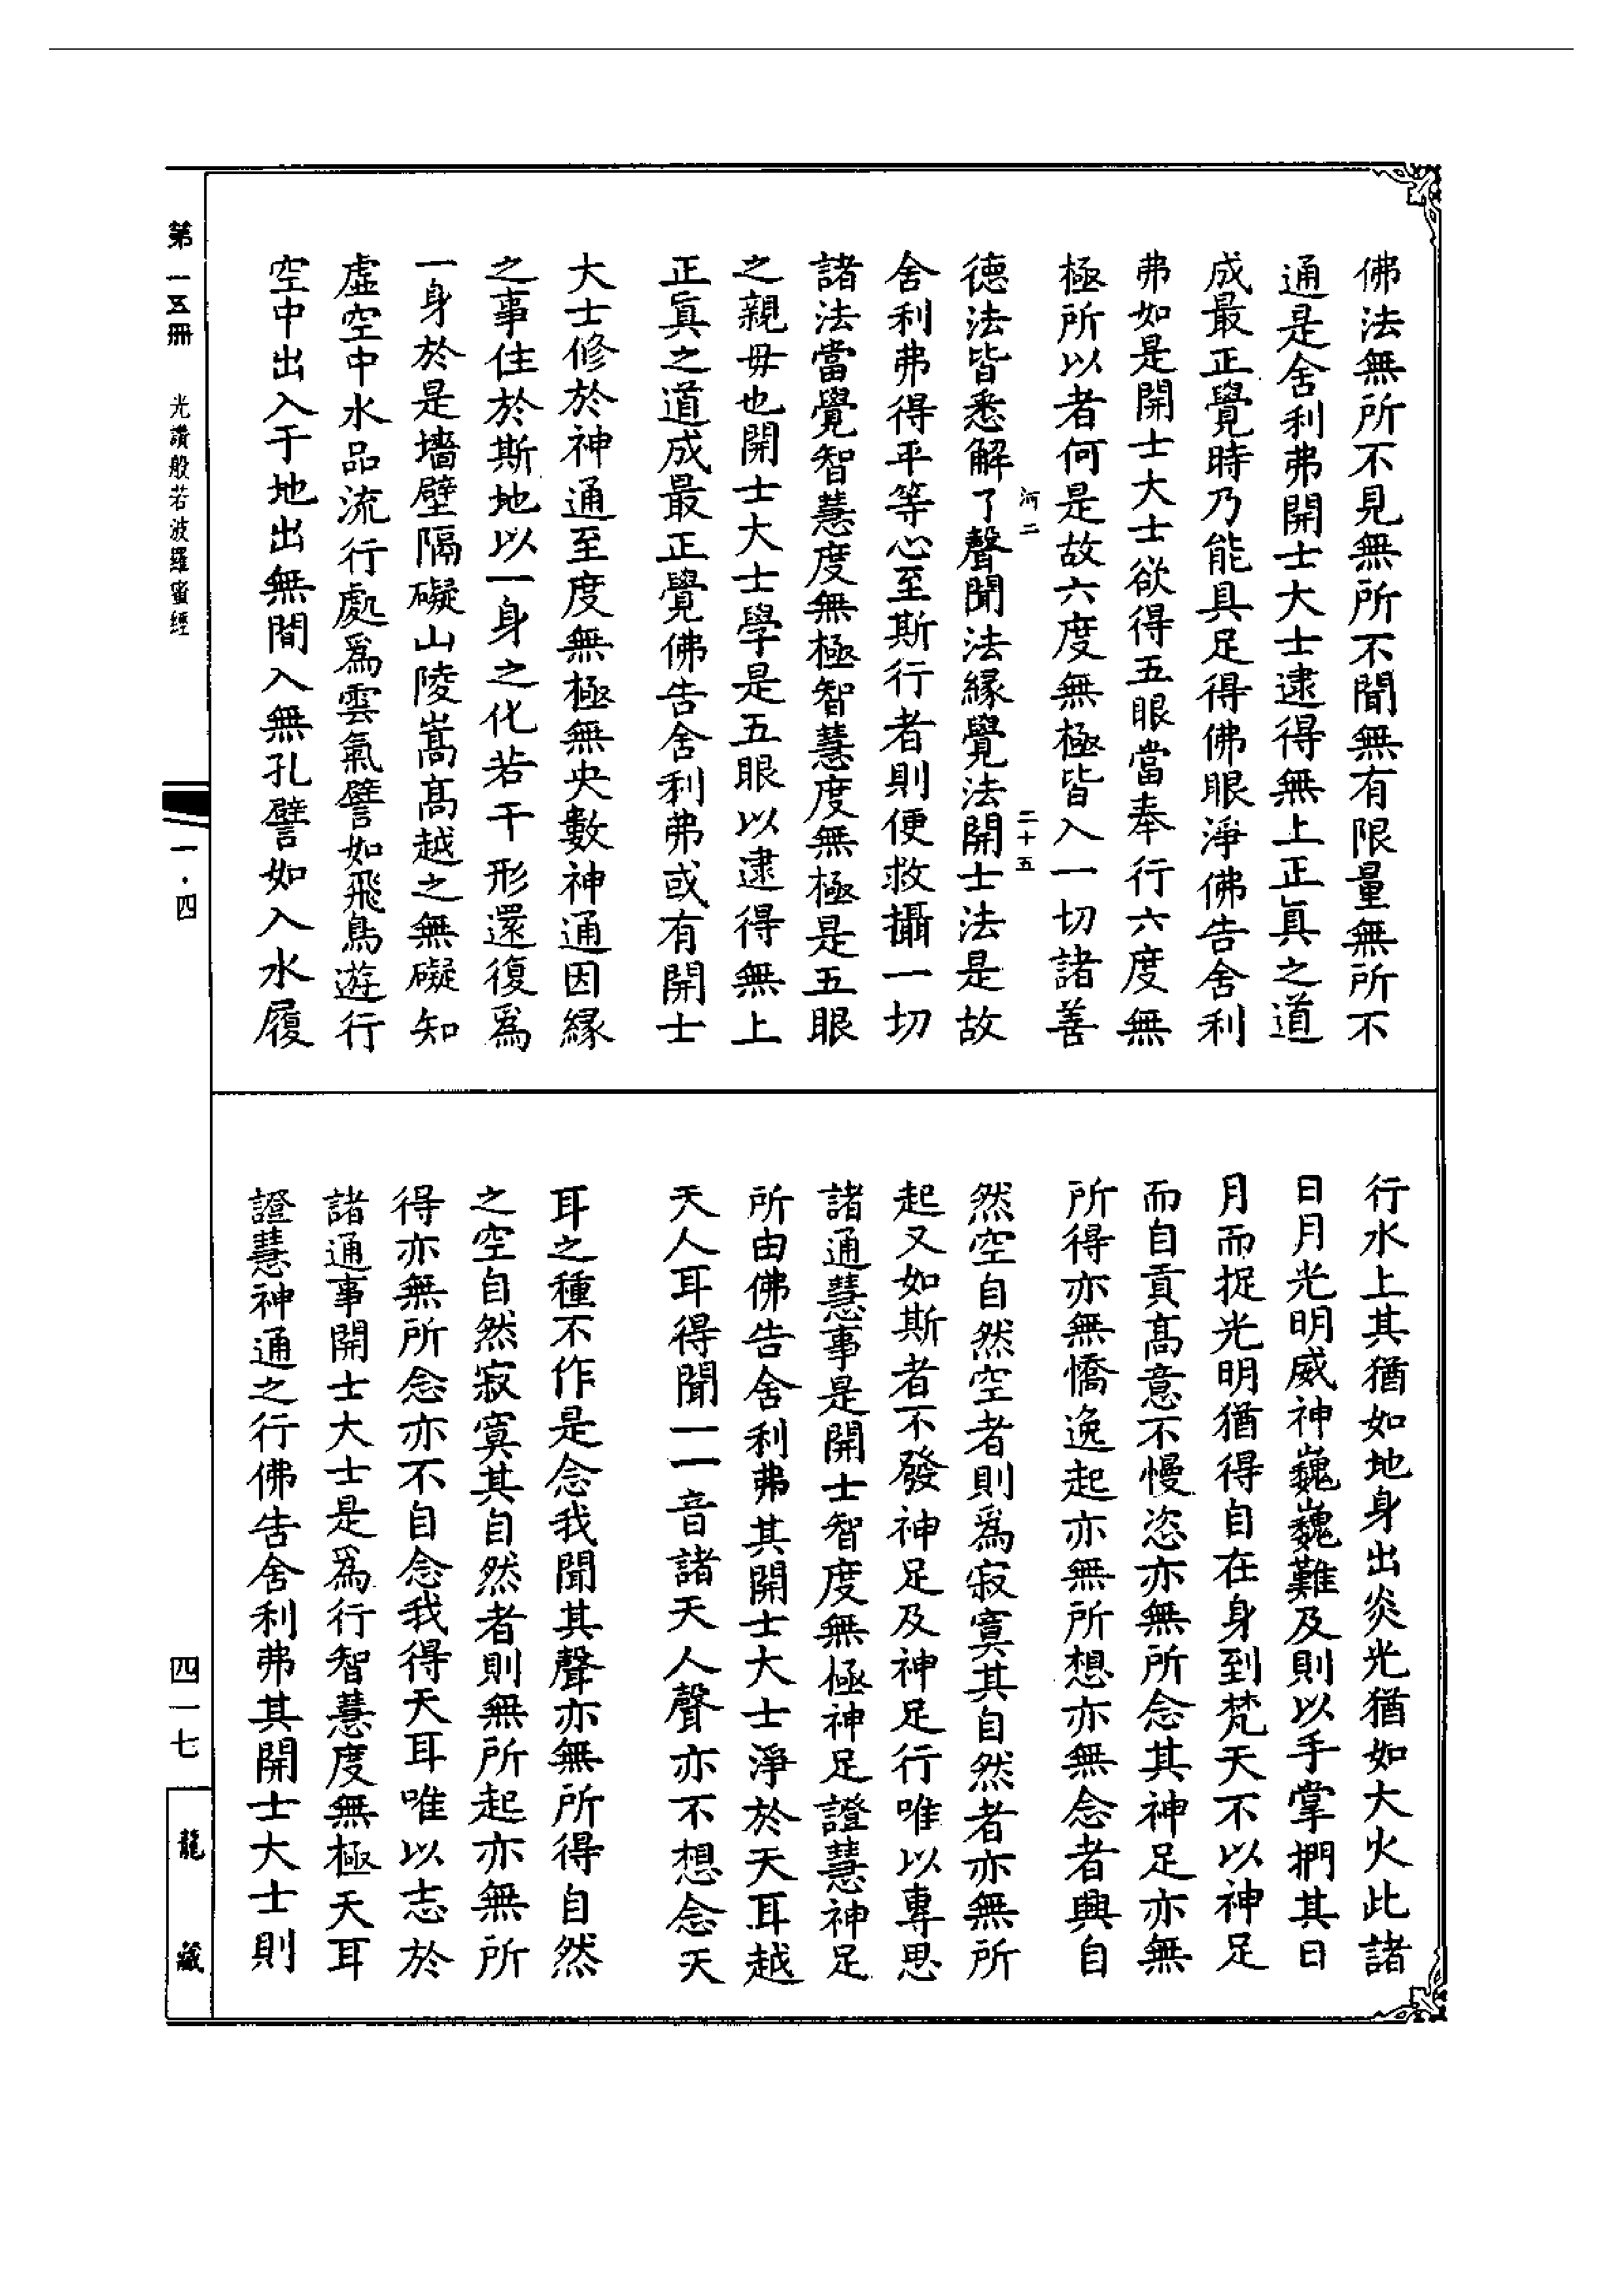 佛法無所不見無所不聞無有限量無所不
通是舍利弗開士大士逮得無上正眞之道
成最正覺時乃能具足得佛眼淨佛告舍利
弗如是開士大士欲得五眼當奉行六度無
極所以者何是故六度無極皆入一切諸善
河二
二十五
德法皆悉解了聲聞法緣覺法開士法是故
舍利弗得平等心至斯行者則便救攝一切
諸法當覺智慧度無極智慧度無極是五眼
之親毋也開士大士學是五眼以逮得無上
正眞之道成最正覺佛告舍利弗或有開士
大士修於神通至度無極無央數神通因緣
之事住於斯地以一身之化若干形還復爲
一身於是墻壁隔礙山陵嵩髙越之無礙知
虛空中水品流行處爲雲氣譬如飛鳥遊行
空中出入于地出無間入無孔譬如入水履
行水上其猶如地身出炎光猶如大火此諸
日月光明威神巍巍難及則以手掌捫其日
月而捉光明猶得自在身到梵天不以神足
而自貢髙意不慢恣亦無所念其神足亦無
所得亦無憍逸起亦無所想亦無念者與自
然空自然空者則爲寂寞其自然者亦無所
起又如斯者不發神足及神足行唯以專思
諸通慧事是開士智度無極神足證慧神足
所由佛告舍利弗其開士大士淨於天耳越
天人耳得聞二一音諸天人聲亦不想念天
耳之種不作是念我聞其聲亦無所得自然
之空自然寂寞其自然者則無所起亦無所
得亦無所念亦不自念我得天耳唯以志於
諸通事開士大士是爲行智慧度無極天耳
證慧神通之行佛告舍利弗其開士大士則
第一五冊
光讚般若波羅蜜經
一·四
四一七
龍藏